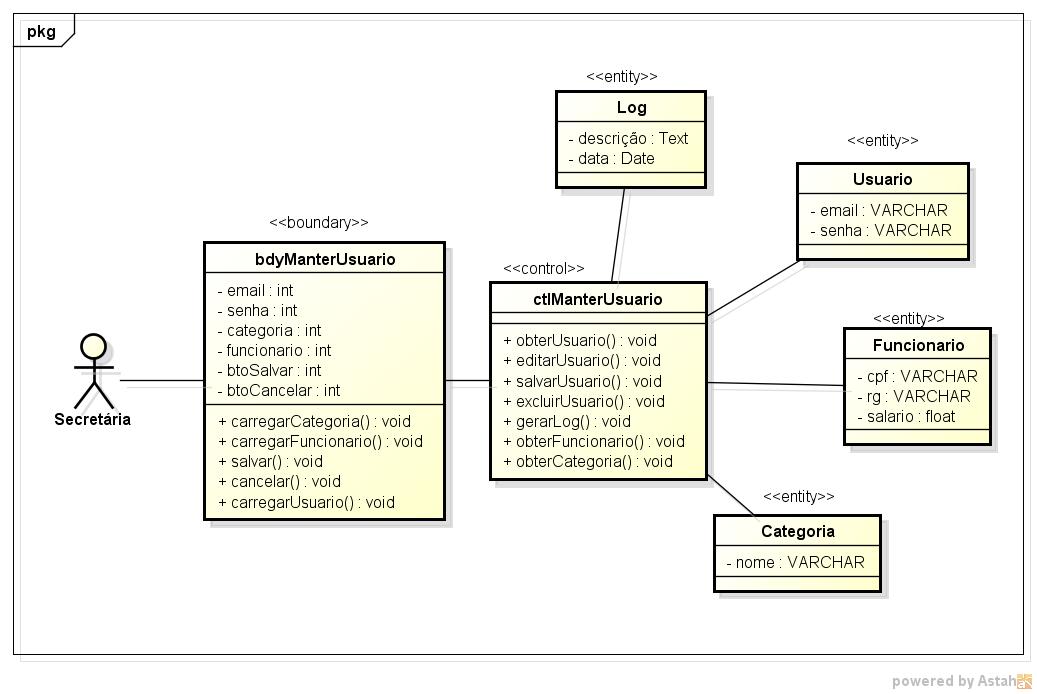 pkg
<<entity>>
Log
- descrição : Text
- data : Date
<<entity>>
Usuario
- email : VARCHAR
- senha : VARCHAR
<<boundary>>
bdyManterUsuario
- email : int
- senha : int
- categoria : int
- funcionario : int
- btoSalvar : int
- btoCancelar : int
+ carregarCategoria() : void
+ carregarFuncionario() : void
+ salvar() : void
+ cancelar() : void
+ carregarUsuario() : void
<<control>>
ctlManterUsuario
+ obterUsuario() : void
+ editarUsuario() : void
+ salvarUsuario() : void
+ excluirUsuario() : void
+ gerarLog() : void
+ obterFuncionario() : void
+ obterCategoria() : void
<<entity>>
Funcionario
- cpf : VARCHAR
- rg : VARCHAR
- salario : float
Secretária
<<entity>>
Categoria
- nome : VARCHAR
powered by Astah